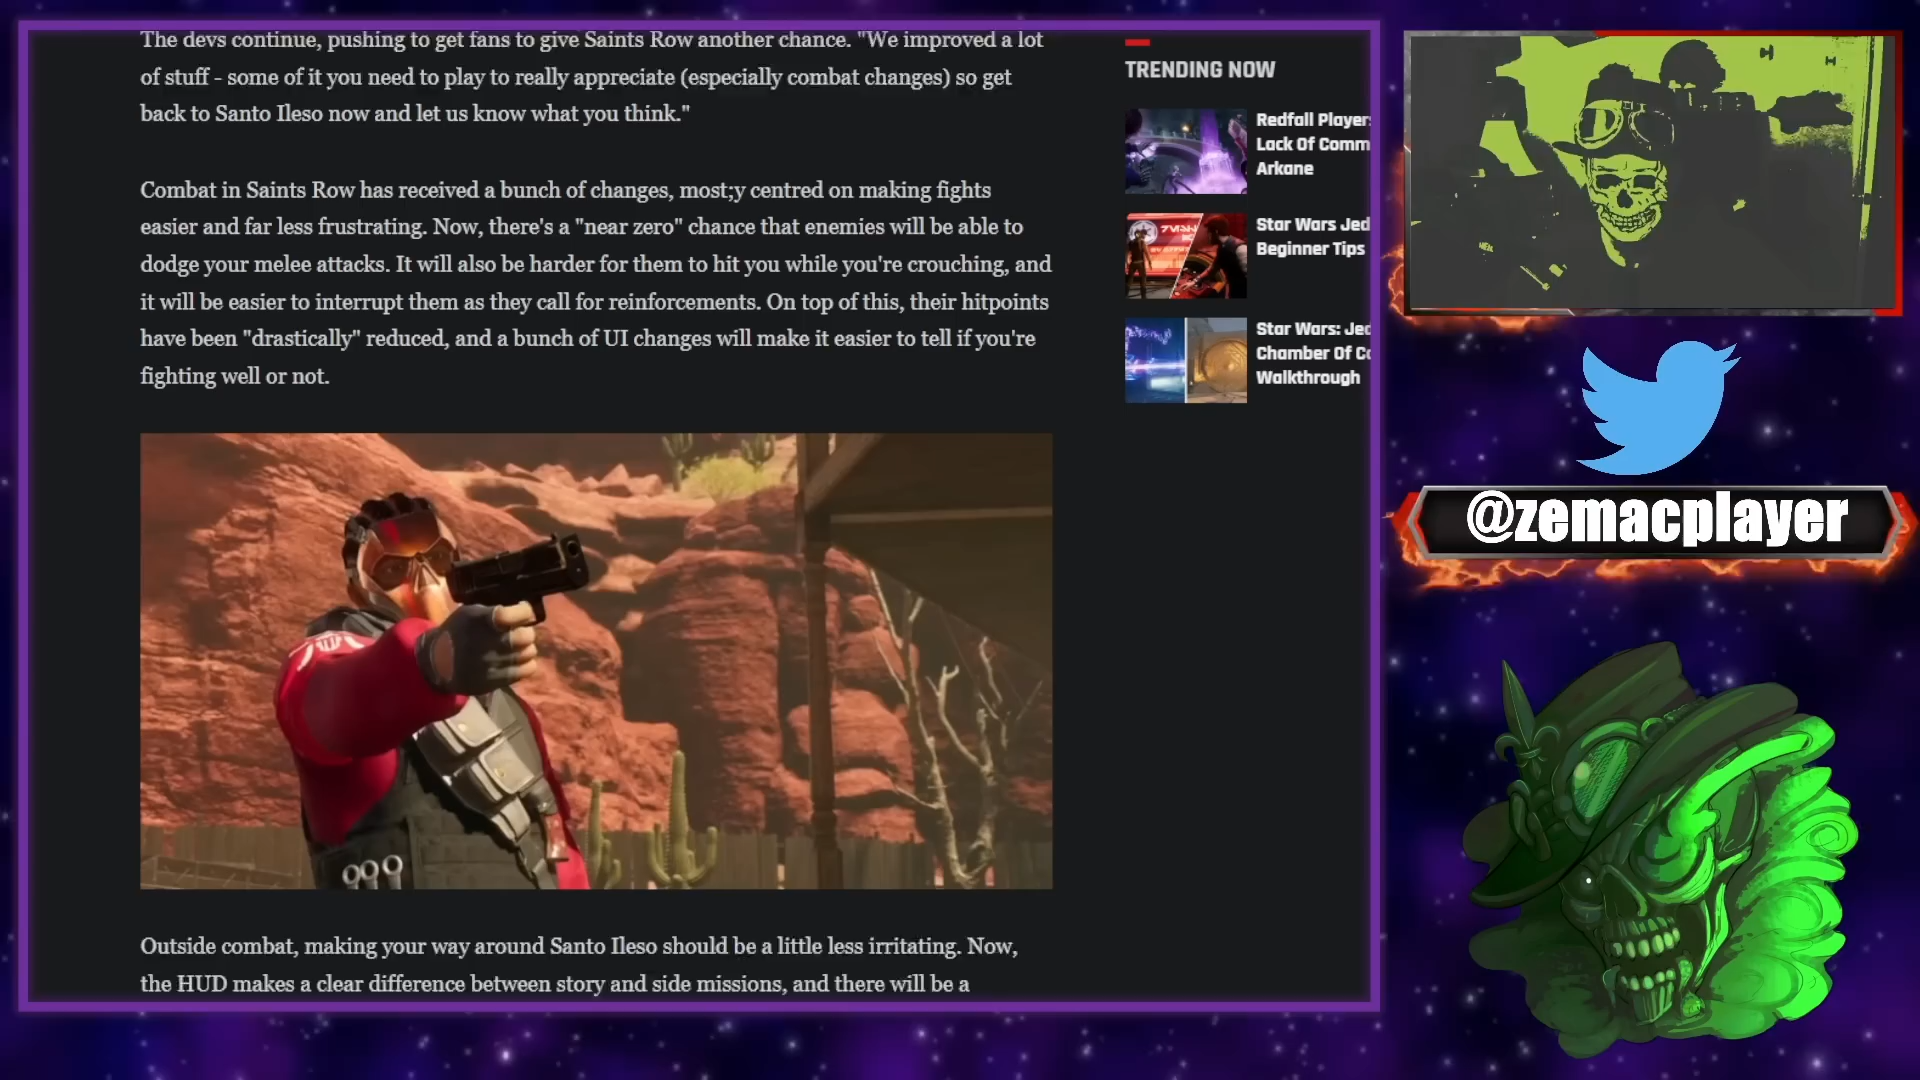 The devs continue, pushing to get fans to give Saints Row another chance. "We improved a lot
of stuff - some of it you need to play to really appreciate (especially combat changes) so get
back to Santo Ileso now and let us know what you think."
Combat in Saints Row has received a bunch of changes, most;y centred on making fights
easier and far less frustrating. Now, there's a "near zero" chance that enemies will be able to
dodge your melee attacks. It will also be harder for them to hit you while you're crouching, and
it will be easier to interrupt them as they call for reinforcements. On top of this, their hitpoints
have been "drastically" reduced, and a bunch of UI changes will make it easier to tell if you're
fighting well or not.
Outside combat, making your way around Santo Ileso should be a little less irritating. Now,
the HUD makes a clear difference between story and side missions, and there will be a
TRENDING NOW
Redfall Player
Lack Of Comm
Arkane
Star Wars Jed
Beginner Tips
Star Wars: Jed
Chamber Of Co
Walkthrough
@zemacplayer